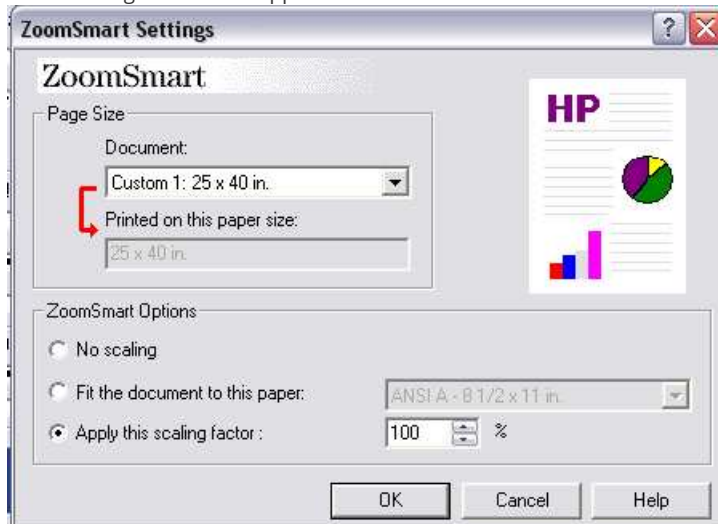 ZoomSmart Settings
ZoomSmart
HP
Page Size
Document:
Custom 1: 25 x 40 in.
Printed on this paper size:
25 x 40 in.
ZoomSmart Options
No scaling
Fit the document to this paper:
ANSI A - 8 1/2 x 11 in.
Apply this scaling factor :
100 %
OK
Cancel
Help